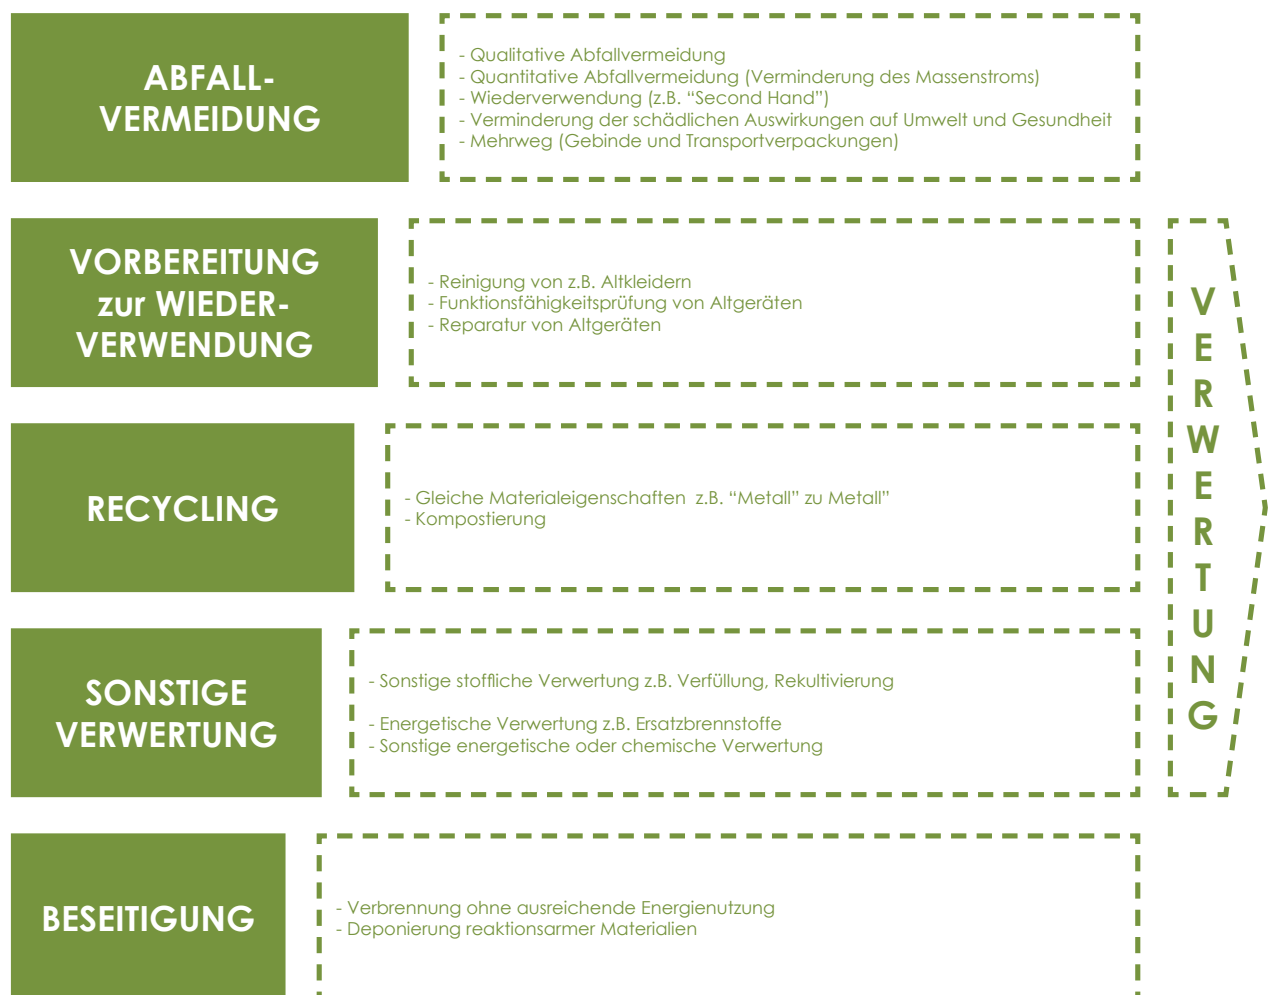 ABFALL-
VERMEIDUNG
- Qualitative Abfallvermeidung
- Quantitative Abfallvermeidung (Verminderung des Massenstroms)
- Wiederverwendung (z.B. “Second Hand”)
- Verminderung der schädlichen Auswirkungen auf Umwelt und Gesundheit
- Mehrweg (Gebinde und Transportverpackungen)
VORBEREITUNG
zur WIEDER-
VERWENDUNG
- Reinigung von z.B. Altkleidern
- Funktionsfähigkeitsprüfung von Altgeräten
- Reparatur von Altgeräten
RECYCLING
- Gleiche Materialeigenschaften  z.B. “Metall” zu Metall”
- Kompostierung
SONSTIGE
VERWERTUNG
- Sonstige stoffliche Verwertung z.B. Verfüllung, Rekultivierung
- Energetische Verwertung z.B. Ersatzbrennstoffe
- Sonstige energetische oder chemische Verwertung
BESEITIGUNG
- Verbrennung ohne ausreichende Energienutzung
- Deponierung reaktionsarmer Materialien
VERWERTUNG